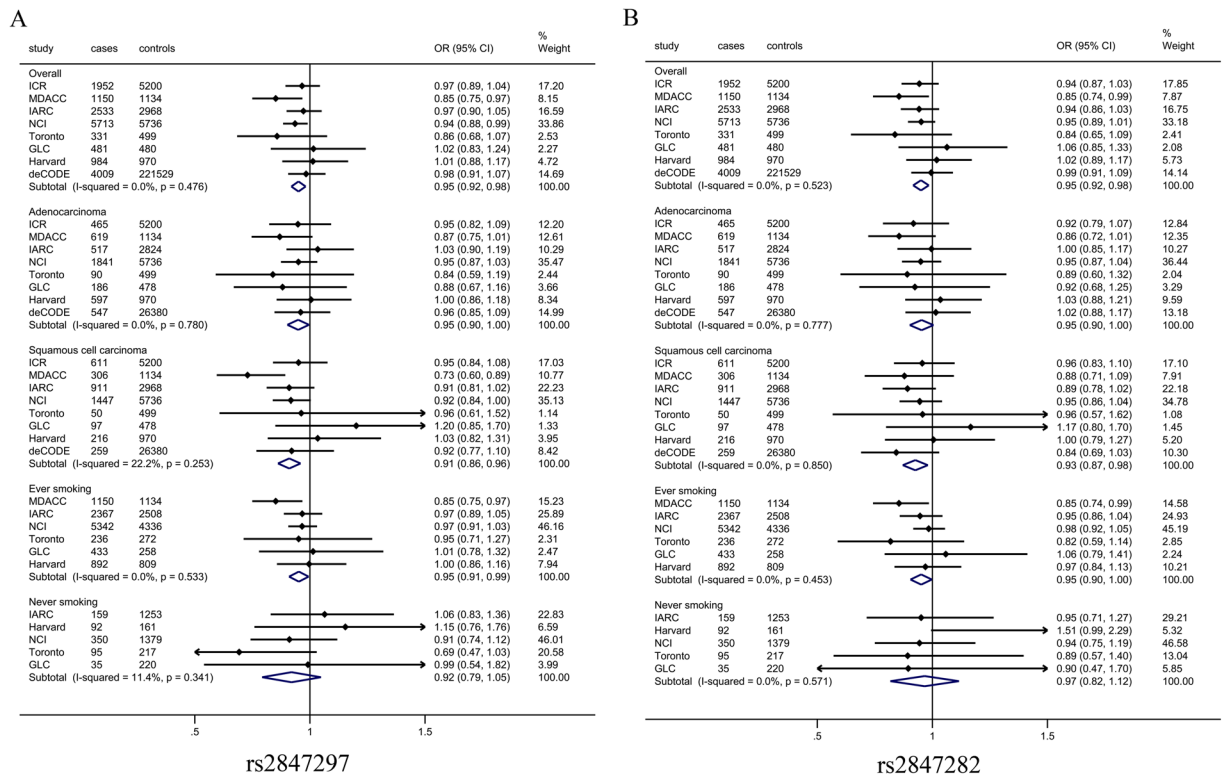 A
%
study cases controls OR (95% CI) Weight
Overall
ICR 1952 5200 0.97 (0.89, 1.04) 17.20
MDACC 1150 1134 0.85 (0.75, 0.97) 8.15
IARC 2533 2968 0.97 (0.90, 1.05) 16.59
NCI 5713 5736 0.94 (0.88, 0.99) 33.86
Toronto 331 499 0.86 (0.68, 1.07) 2.53
GLC 481 480 1.02 (0.83, 1.24) 2.27
Harvard 984 970 1.01 (0.88, 1.17) 4.72
deCODE 4009 221529 0.98 (0.91, 1.07) 14.69
Subtotal (I-squared = 0.0%, p = 0.476) 0.95 (0.92, 0.98) 100.00
Adenocarcinoma
ICR 465 5200 0.95 (0.82, 1.09) 12.20
MDACC 619 1134 0.87 (0.75, 1.01) 12.61
IARC 517 2824 1.03 (0.90, 1.19) 10.29
NCI 1841 5736 0.95 (0.87, 1.03) 35.47
Toronto 90 499 0.84 (0.59, 1.19) 2.44
GLC 186 478 0.88 (0.67, 1.16) 3.66
Harvard 597 970 1.00 (0.86, 1.18) 8.34
deCODE 547 26380 0.96 (0.85, 1.09) 14.99
Subtotal (I-squared = 0.0%, p = 0.780) 0.95 (0.90, 1.00) 100.00
Squamous cell carcinoma
ICR 611 5200 0.95 (0.84, 1.08) 17.03
MDACC 306 1134 0.73 (0.60, 0.89) 10.77
IARC 911 2968 0.91 (0.81, 1.02) 22.23
NCI 1447 5736 0.92 (0.84, 1.00) 35.13
Toronto 50 499 0.96 (0.61, 1.52) 1.14
GLC 97 478 1.20 (0.85, 1.70) 1.33
Harvard 216 970 1.03 (0.82, 1.31) 3.95
deCODE 259 26380 0.92 (0.77, 1.10) 8.42
Subtotal (I-squared = 22.2%, p = 0.253) 0.91 (0.86, 0.96) 100.00
Ever smoking
MDACC 1150 1134 0.85 (0.75, 0.97) 15.23
IARC 2367 2508 0.97 (0.89, 1.05) 25.89
NCI 5342 4336 0.97 (0.91, 1.03) 46.16
Toronto 236 272 0.95 (0.71, 1.27) 2.31
GLC 433 258 1.01 (0.78, 1.32) 2.47
Harvard 892 809 1.00 (0.86, 1.16) 7.94
Subtotal (I-squared = 0.0%, p = 0.533) 0.95 (0.91, 0.99) 100.00
Never smoking
IARC 159 1253 1.06 (0.83, 1.36) 22.83
Harvard 92 161 1.15 (0.76, 1.76) 6.59
NCI 350 1379 0.91 (0.74, 1.12) 46.01
Toronto 95 217 0.69 (0.47, 1.03) 20.58
GLC 35 220 0.99 (0.54, 1.82) 3.99
Subtotal (I-squared = 11.4%, p = 0.341) 0.92 (0.79, 1.05) 100.00
.5 1 1.5
rs2847297
B
%
study cases controls OR (95% CI) Weight
Overall
ICR 1952 5200 0.94 (0.87, 1.03) 17.85
MDACC 1150 1134 0.85 (0.74, 0.99) 7.87
IARC 2533 2968 0.94 (0.86, 1.03) 16.75
NCI 5713 5736 0.95 (0.89, 1.01) 33.18
Toronto 331 499 0.84 (0.65, 1.09) 2.41
GLC 481 480 1.06 (0.85, 1.33) 2.08
Harvard 984 970 1.02 (0.89, 1.17) 5.73
deCODE 4009 221529 0.99 (0.91, 1.09) 14.14
Subtotal (I-squared = 0.0%, p = 0.523) 0.95 (0.92, 0.98) 100.00
Adenocarcinoma
ICR 465 5200 0.92 (0.79, 1.07) 12.84
MDACC 619 1134 0.86 (0.72, 1.01) 12.35
IARC 517 2824 1.00 (0.85, 1.17) 10.27
NCI 1841 5736 0.95 (0.87, 1.04) 36.44
Toronto 90 499 0.89 (0.60, 1.32) 2.04
GLC 186 478 0.92 (0.68, 1.25) 3.29
Harvard 597 970 1.03 (0.88, 1.21) 9.59
deCODE 547 26380 1.02 (0.88, 1.17) 13.18
Subtotal (I-squared = 0.0%, p = 0.777) 0.95 (0.90, 1.00) 100.00
Squamous cell carcinoma
ICR 611 5200 0.96 (0.83, 1.10) 17.10
MDACC 306 1134 0.88 (0.71, 1.09) 7.91
IARC 911 2968 0.89 (0.78, 1.02) 22.18
NCI 1447 5736 0.95 (0.86, 1.04) 34.78
Toronto 50 499 0.96 (0.57, 1.62) 1.08
GLC 97 478 1.17 (0.80, 1.70) 1.45
Harvard 216 970 1.00 (0.79, 1.27) 5.20
deCODE 259 26380 0.84 (0.69, 1.03) 10.30
Subtotal (I-squared = 0.0%, p = 0.850) 0.93 (0.87, 0.98) 100.00
Ever smoking
MDACC 1150 1134 0.85 (0.74, 0.99) 14.58
IARC 2367 2508 0.95 (0.86, 1.04) 24.93
NCI 5342 4336 0.98 (0.92, 1.05) 45.19
Toronto 236 272 0.82 (0.59, 1.14) 2.85
GLC 433 258 1.06 (0.79, 1.41) 2.24
Harvard 892 809 0.97 (0.84, 1.13) 10.21
Subtotal (I-squared = 0.0%, p = 0.453) 0.95 (0.90, 1.00) 100.00
Never smoking
IARC 159 1253 0.95 (0.71, 1.27) 29.21
Harvard 92 161 1.51 (0.99, 2.29) 5.32
NCI 350 1379 0.94 (0.75, 1.19) 46.58
Toronto 95 217 0.89 (0.57, 1.40) 13.04
GLC 35 220 0.90 (0.47, 1.70) 5.85
Subtotal (I-squared = 0.0%, p = 0.571) 0.97 (0.82, 1.12) 100.00
.5 1 1.5
rs2847282